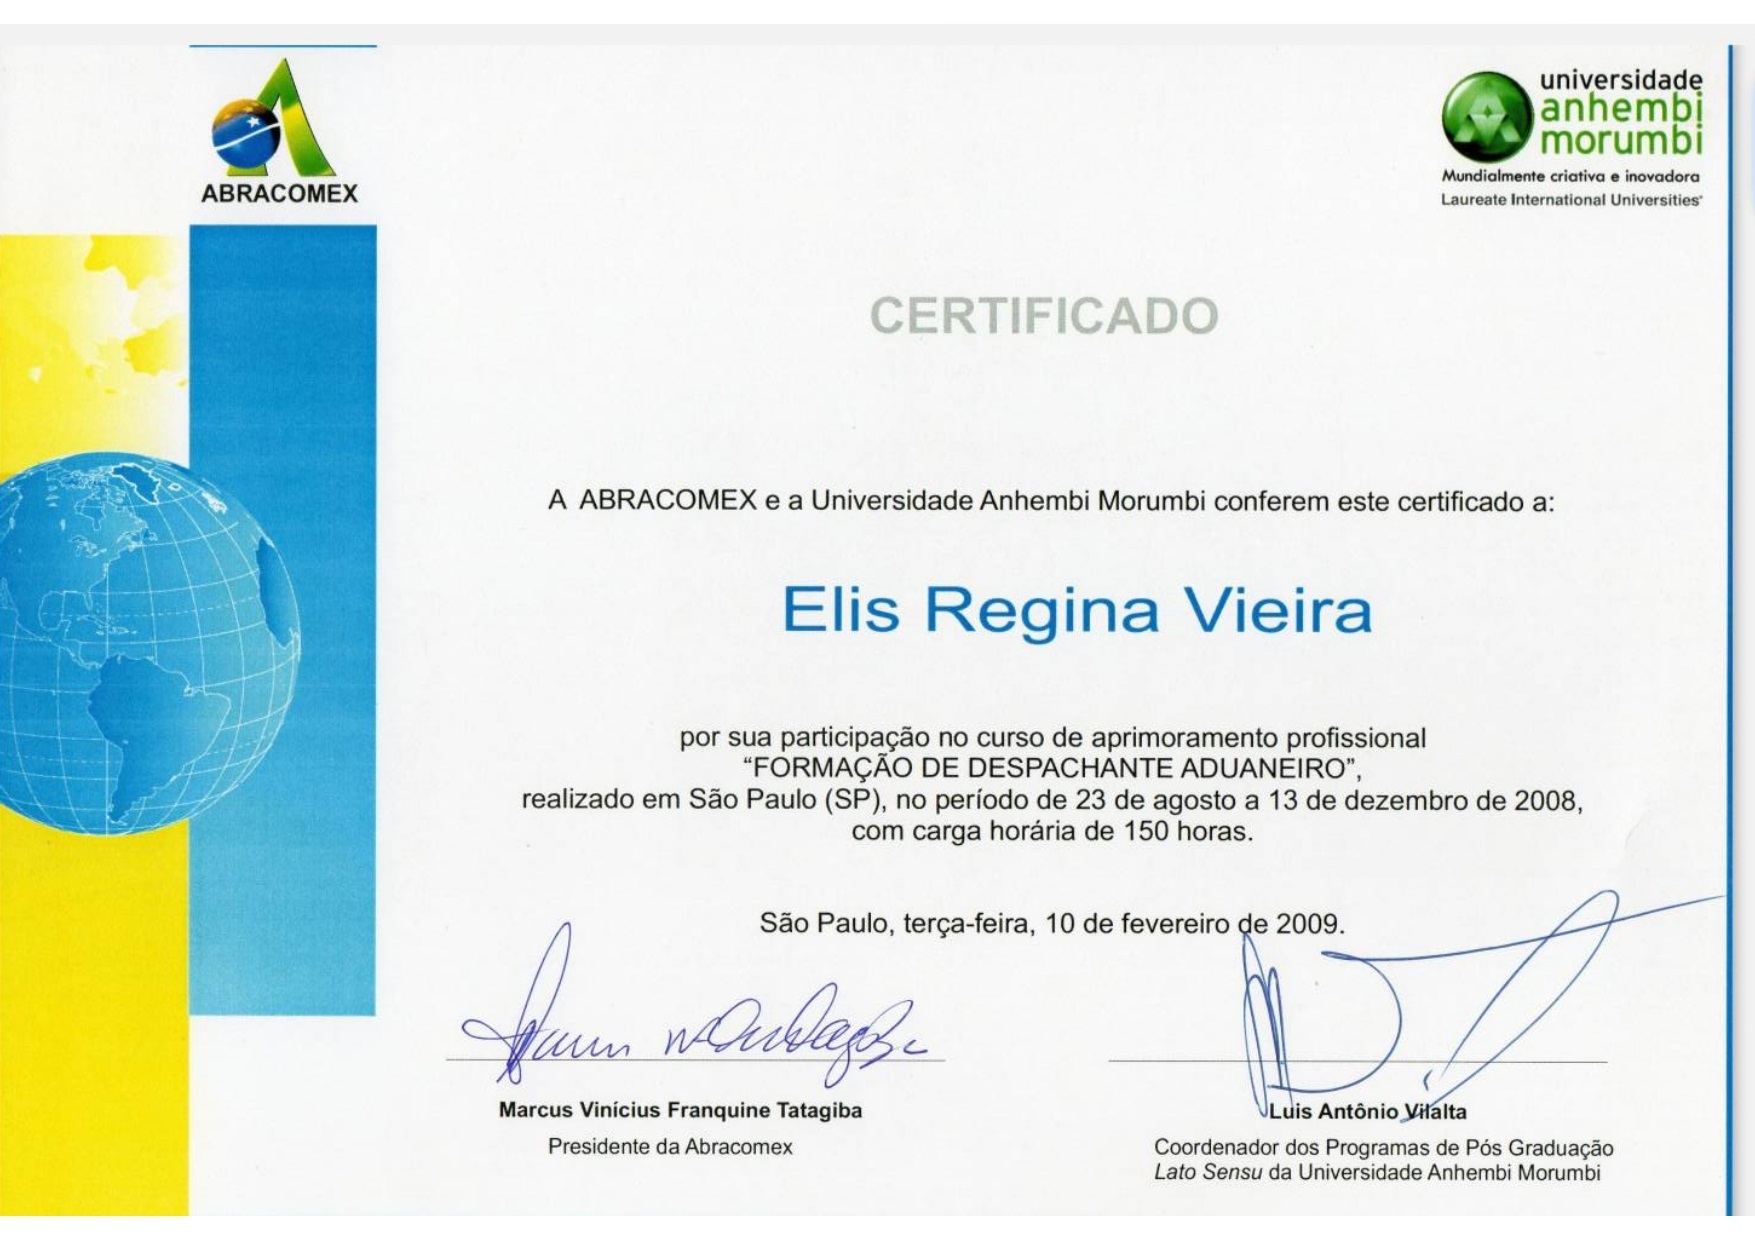 ABRACOMEX
universidade
anhembi
morumbi
Mundialmente criativa e inovadora
Laureate International Universities
CERTIFICADO
A ABRACOMEX e a Universidade Anhembi Morumbi conferem este certificado a:
Elis Regina Vieira
por sua participação no curso de aprimoramento profissional
“FORMAÇÃO DE DESPACHANTE ADUANEIRO”,
realizado em São Paulo (SP), no período de 23 de agosto a 13 de dezembro de 2008,
com carga horária de 150 horas.
São Paulo, terça-feira, 10 de fevereiro de 2009.
Marcus Vinícius Franquine Tatagiba
Presidente da Abracomex
Luis Antônio Vilalta
Coordenador dos Programas de Pós Graduação
Lato Sensu da Universidade Anhembi Morumbi